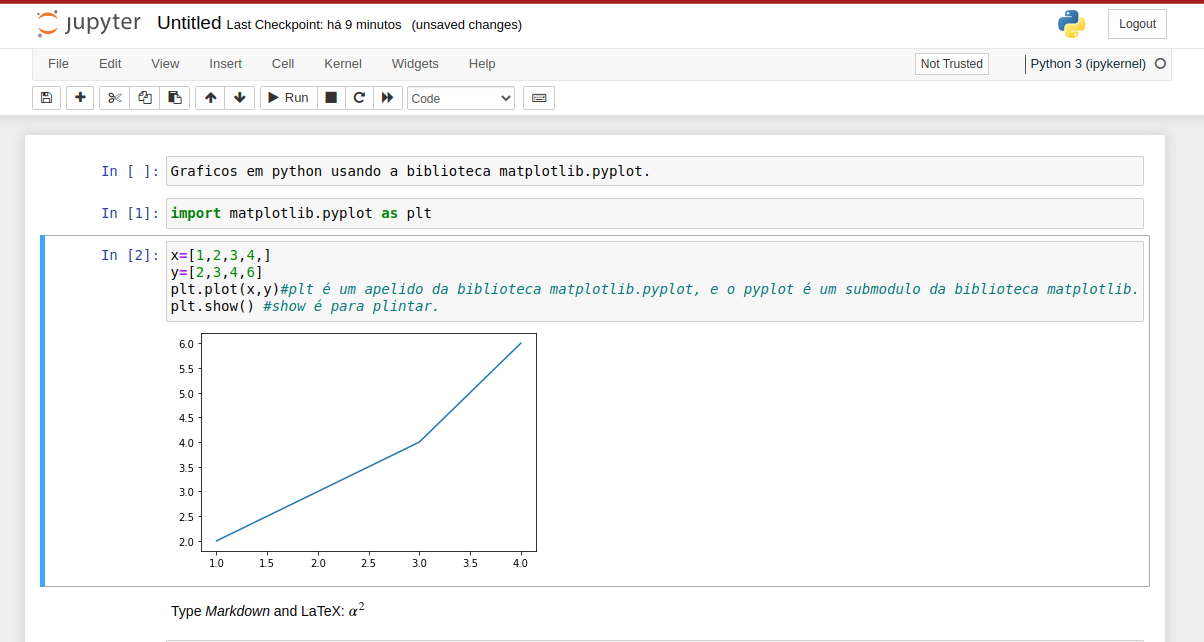 jupyter Untitled Last Checkpoint: há 9 minutos (unsaved changes) Logout
File Edit View Insert Cell Kernel Widgets Help Not Trusted Python 3 (ipykernel)
Run Code
In [ ]: Graficos em python usando a biblioteca matplotlib.pyplot.
In [1]: import matplotlib.pyplot as plt
In [2]: x=[1,2,3,4,]
y=[2,3,4,6]
plt.plot(x,y)#plt é um apelido da biblioteca matplotlib.pyplot, e o pyplot é um submodulo da biblioteca matplotlib.
plt.show() #show é para plintar.
6.0
5.5
5.0
4.5
4.0
3.5
3.0
2.5
2.0
1.0 1.5 2.0 2.5 3.0 3.5 4.0
Type Markdown and LaTeX: α²